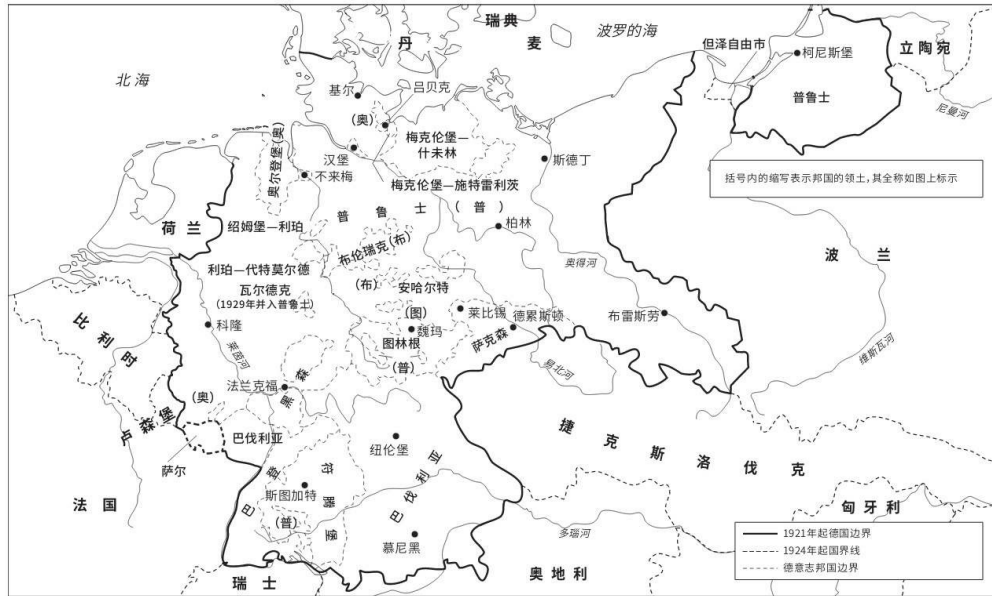 瑞典
丹麦
波罗的海
北海
但泽自由市
柯尼斯堡
立陶宛
普鲁士
尼曼河
基尔
吕贝克
(奥)
梅克伦堡—
什未林
奥尔登堡(奥)
汉堡
不来梅
斯德丁
括号内的缩写表示邦国的领土,其全称如图上标示
梅克伦堡—施特雷利茨
普鲁士(普)
荷兰
绍姆堡—利珀
柏林
布伦瑞克(布)
波兰
奥得河
利珀—代特莫尔德
瓦尔德克
(1929年并入普鲁士)
(布)
安哈尔特
比利时
科隆
(图)
魏玛
莱比锡
德累斯顿
布雷斯劳
图林根
萨克森
莱茵河
(普)
易北河
维斯瓦河
法兰克福
黑森
(奥)
卢森堡
巴伐利亚
萨尔
纽伦堡
捷克斯洛伐克
法国
巴登
符腾堡
斯图加特
(普)
巴伐利亚
匈牙利
慕尼黑
多瑙河
瑞士
奥地利
1921年起德国边界
1924年起国界线
德意志邦国边界